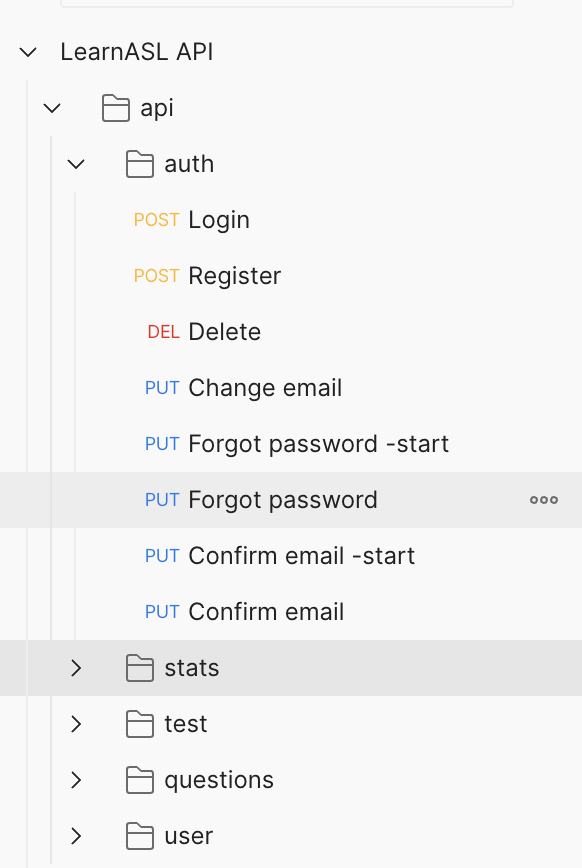 LearnASL API
api
auth
POST Login
POST Register
DEL Delete
PUT Change email
PUT Forgot password -start
PUT Forgot password
PUT Confirm email -start
PUT Confirm email
stats
test
questions
user